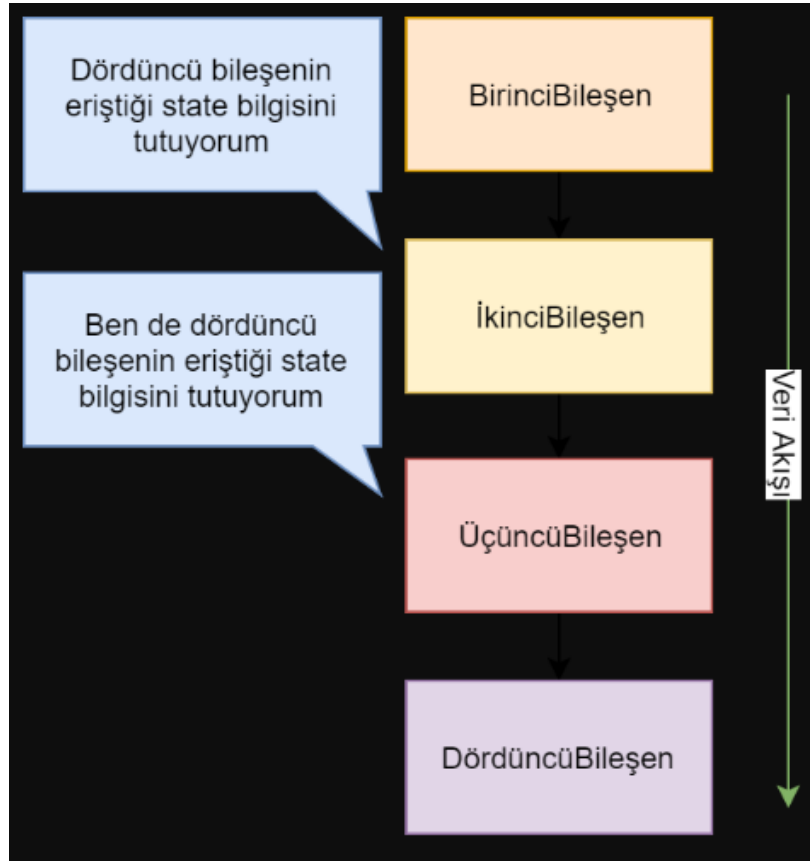 Dördüncü bileşenin
eriştiği state bilgisini
tutuyorum
BirinciBileşen
İkinciBileşen
Ben de dördüncü
bileşenin eriştiği state
bilgisini tutuyorum
ÜçüncüBileşen
DördüncüBileşen
Veri Akışı